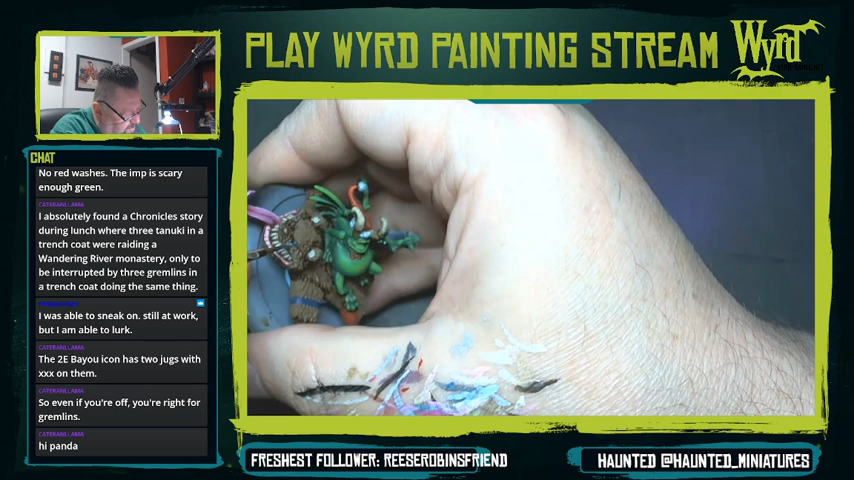 PLAY WYRD PAINTING STREAM
Wyrd
CHAT
No red washes. The imp is scary
enough green.
CATERANLLAMA
I absolutely found a Chronicles story
during lunch where three tanuki in a
trench coat were raiding a
Wandering River monastery, only to
be interrupted by three gremlins in
a trench coat doing the same thing.
I was able to sneak on. still at work,
but I am able to lurk.
CATERANLLAMA
The 2E Bayou icon has two jugs with
xxx on them.
CATERANLLAMA
So even if you're off, you're right for
gremlins.
CATERANLLAMA
hi panda
FRESHEST FOLLOWER: REESEROBINSFRIEND
HAUNTED @HAUNTED_MINIATURES